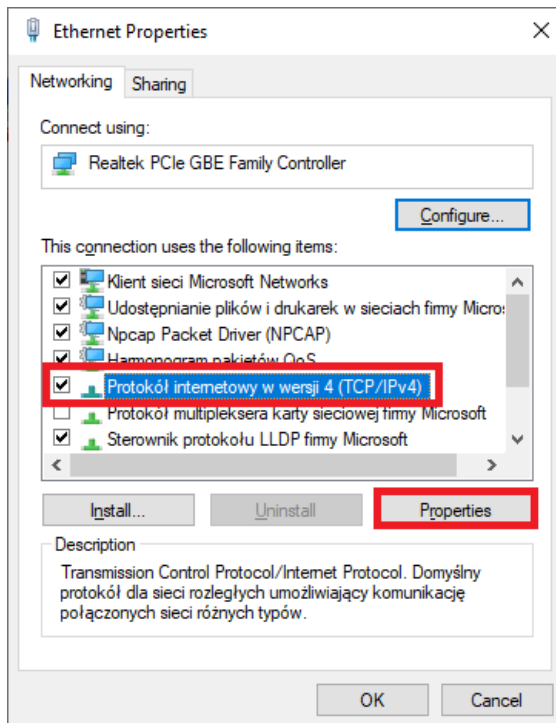 Ethernet Properties
Networking
Sharing
Connect using:
Realtek PCIe GBE Family Controller
Configure...
This connection uses the following items:
Klient sieci Microsoft Networks
Udostępnianie plików i drukarek w sieciach firmy Micro
Npcap Packet Driver (NPCAP)
Harmonogram pakietów QoS
Protokół internetowy w wersji 4 (TCP/IPv4)
Protokół multipleksera karty sieciowej firmy Microsoft
Sterownik protokołu LLDP firmy Microsoft
Install...
Uninstall
Properties
Description
Transmission Control Protocol/Internet Protocol. Domyślny
protokół dla sieci rozległych umożliwiający komunikację
połączonych sieci różnych typów.
OK
Cancel